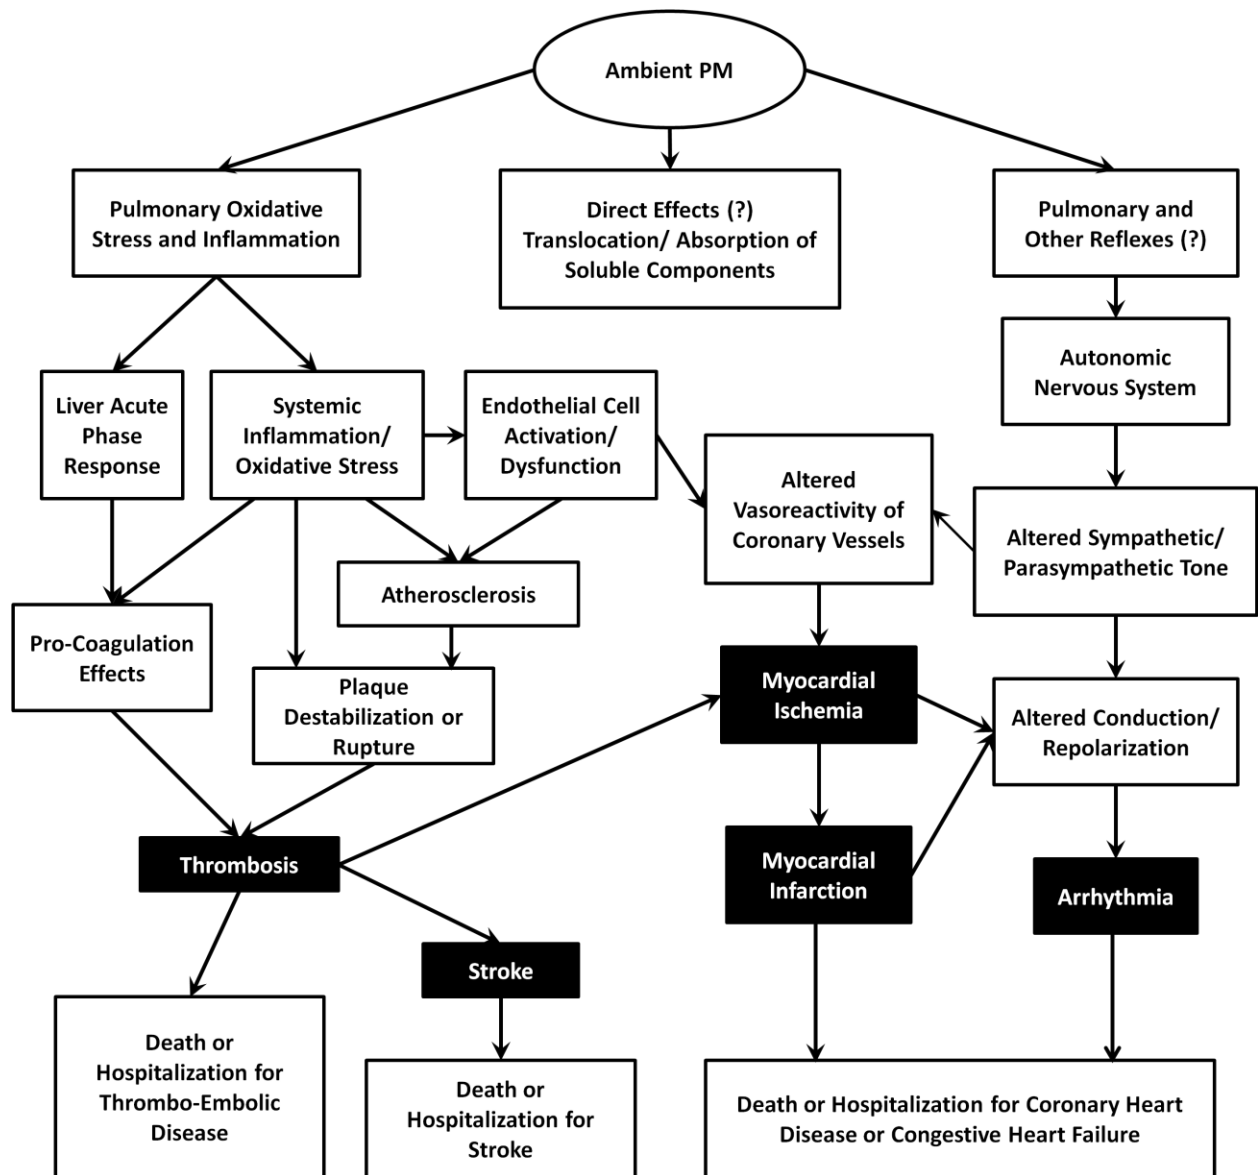 Ambient PM
Pulmonary Oxidative
Stress and Inflammation
Direct Effects (?)
Translocation/ Absorption of
Soluble Components
Pulmonary and
Other Reflexes (?)
Autonomic
Nervous System
Liver Acute
Phase
Response
Systemic
Inflammation/
Oxidative Stress
Endothelial Cell
Activation/
Dysfunction
Altered
Vasoreactivity of
Coronary Vessels
Altered Sympathetic/
Parasympathetic Tone
Atherosclerosis
Pro-Coagulation
Effects
Plaque
Destabilization or
Rupture
Myocardial
Ischemia
Altered Conduction/
Repolarization
Thrombosis
Myocardial
Infarction
Arrhythmia
Stroke
Death or
Hospitalization for
Thrombo-Embolic
Disease
Death or
Hospitalization for
Stroke
Death or Hospitalization for Coronary Heart
Disease or Congestive Heart Failure